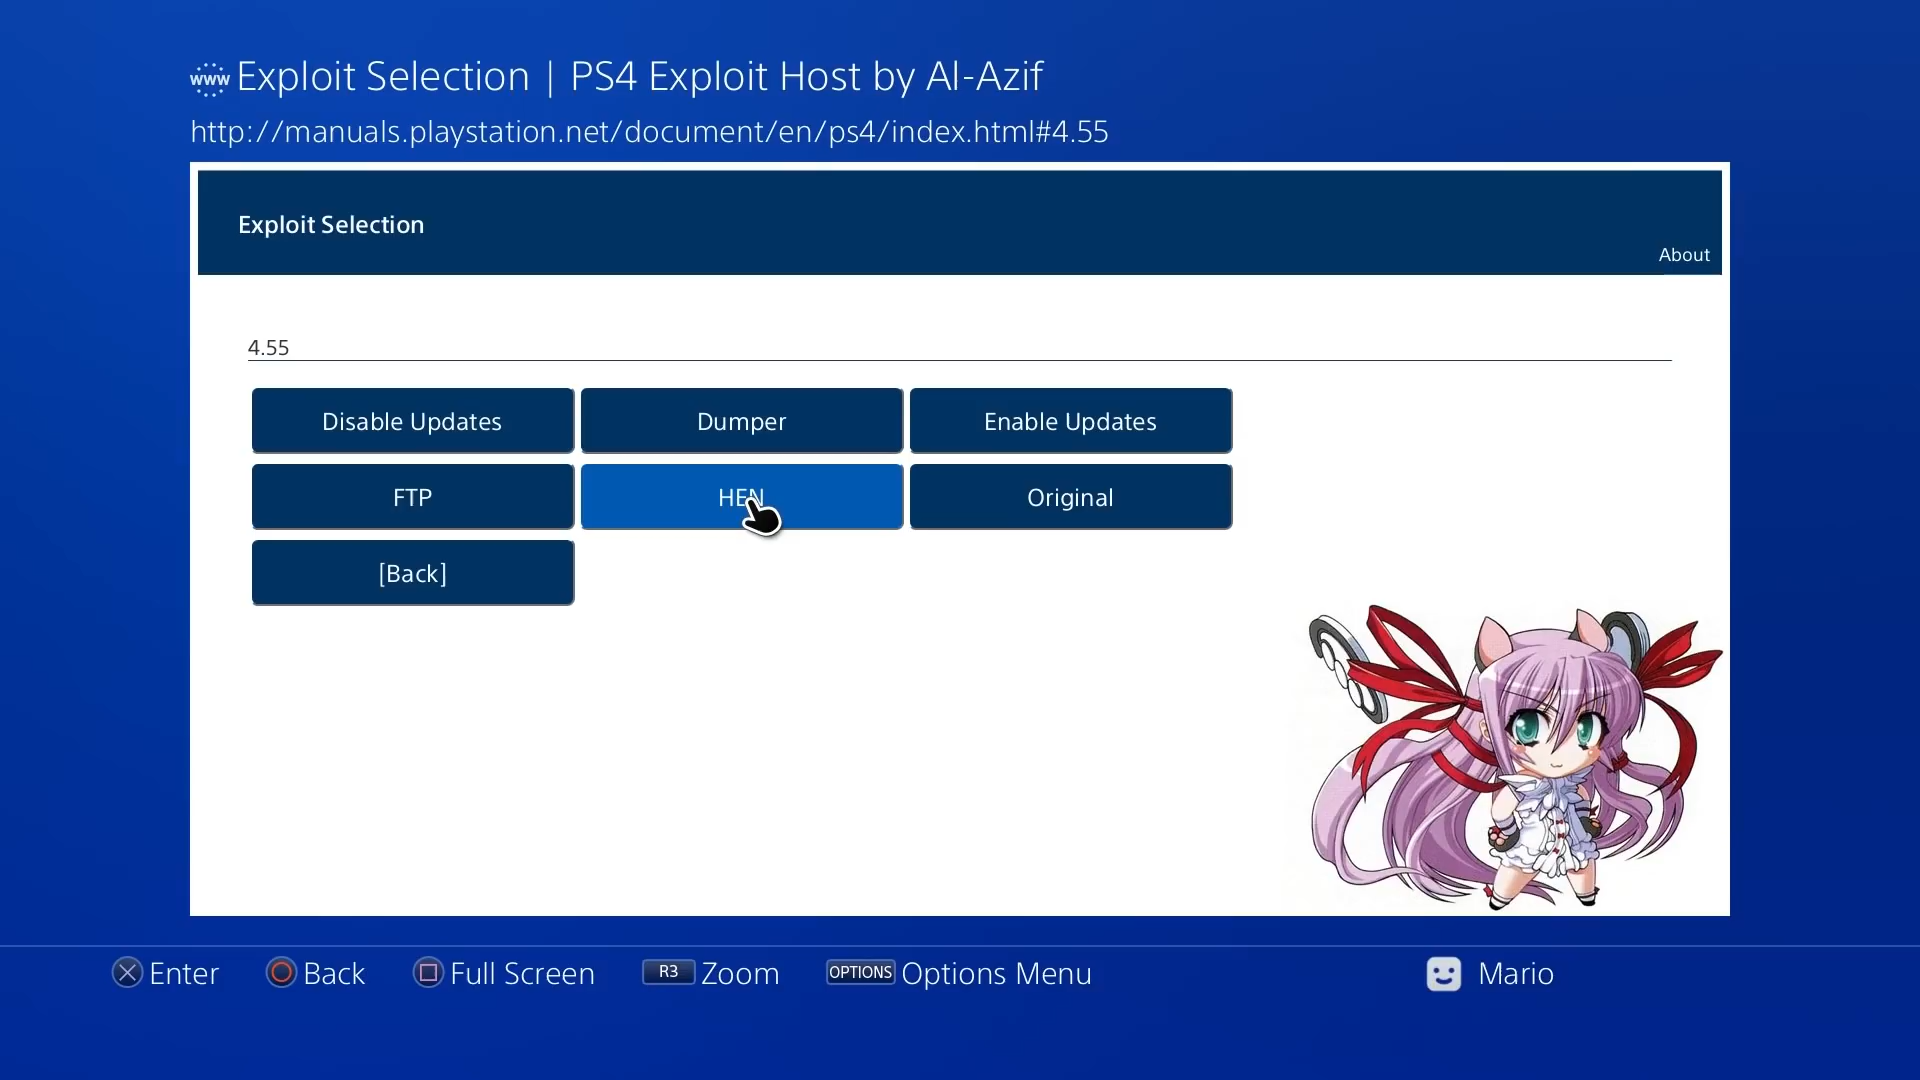 www Exploit Selection | PS4 Exploit Host by Al-Azif
http://manuals.playstation.net/document/en/ps4/index.html#4.55
Exploit Selection
About
4.55
Disable Updates Dumper Enable Updates
FTP HEN Original
[Back]
Enter Back Full Screen R3 Zoom OPTIONS Options Menu Mario